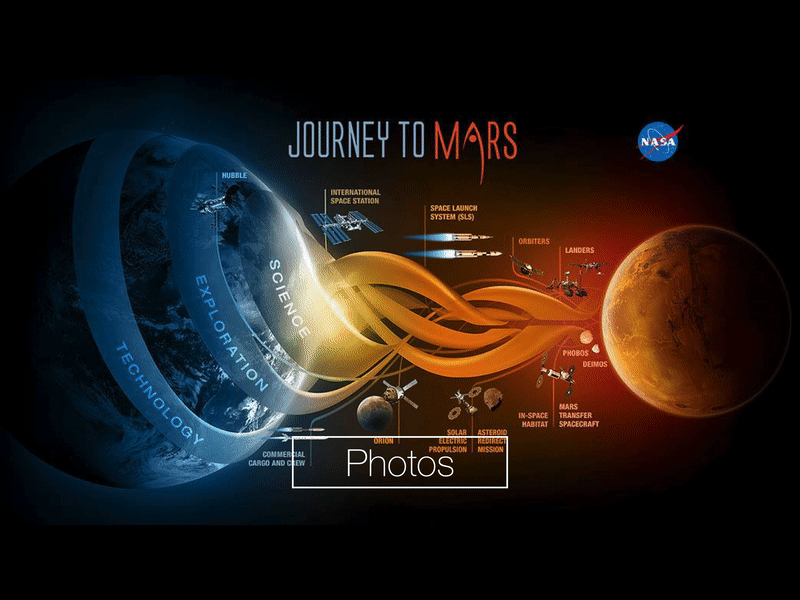 JOURNEY TO MARS
NASA
HUBBLE
INTERNATIONAL
SPACE STATION
SPACE LAUNCH
SYSTEM (SLS)
ORBITERS
LANDERS
SCIENCE
EXPLORATION
TECHNOLOGY
PHOBOS
DEIMOS
IN-SPACE
HABITAT
MARS
TRANSFER
SPACECRAFT
COMMERCIAL
CARGO AND CREW
ORION
SOLAR
ELECTRIC
PROPULSION
ASTEROID
REDIRECT
MISSION
Photos